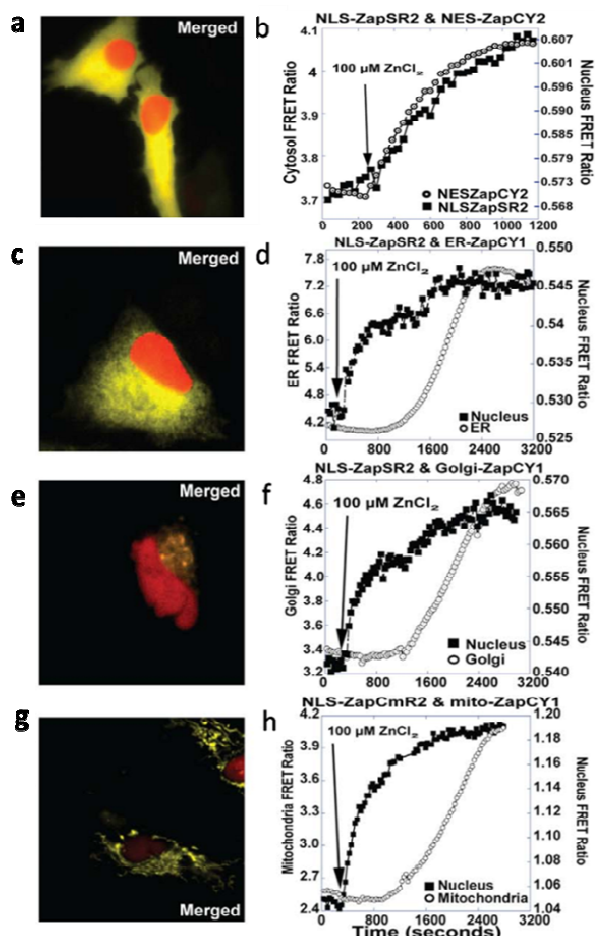 a
Merged
b
NLS-ZapSR2 & NES-ZapCY2
4.1
4
3.9
3.8
3.7
Cytosol FRET Ratio
100 µM ZnCl2
NESZapCY2
NLSZapSR2
0.607
0.601
0.596
0.590
0.585
0.579
0.573
0.568
Nucleus FRET Ratio
0 200 400 600 800 1000 1200
c
Merged
d
NLS-ZapSR2 & ER-ZapCY1
7.8
7.2
6.6
6.0
5.4
4.8
4.2
ER FRET Ratio
100 µM ZnCl2
Nucleus
ER
0.550
0.545
0.54
0.535
0.530
0.525
Nucleus FRET Ratio
0 800 1600 2400 3200
e
Merged
f
NLS-ZapSR2 & Golgi-ZapCY1
4.8
4.6
4.4
4.2
4.0
3.8
3.6
3.4
3.2
Golgi FRET Ratio
100 µM ZnCl2
Nucleus
Golgi
0.570
0.565
0.560
0.555
0.550
0.545
0.540
Nucleus FRET Ratio
0 800 1600 2400 3200
g
Merged
h
NLS-ZapCmR2 & mito-ZapCY1
4.2
3.9
3.6
3.3
3.0
2.7
2.4
Mitochondria FRET Ratio
100 µM ZnCl2
Nucleus
Mitochondria
1.20
1.18
1.16
1.14
1.12
1.10
1.08
1.06
1.04
Nucleus FRET Ratio
0 800 1600 2400 3200
Time (seconds)